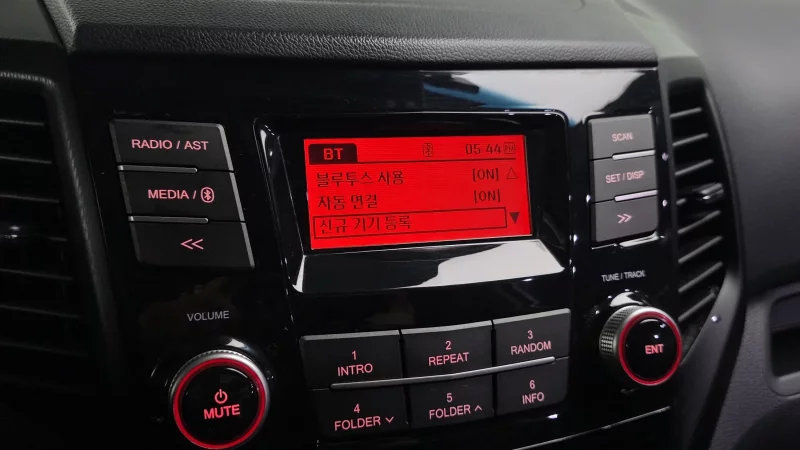 BT 05:44 PM
블루투스 사용 [ON]
자동 연결 [ON]
신규 기기 등록
RADIO / AST
MEDIA /
<<
VOLUME
MUTE
SCAN
SET / DISP
>>
TUNE / TRACK
ENT
1 INTRO
2 REPEAT
3 RANDOM
4 FOLDER
5 FOLDER
6 INFO